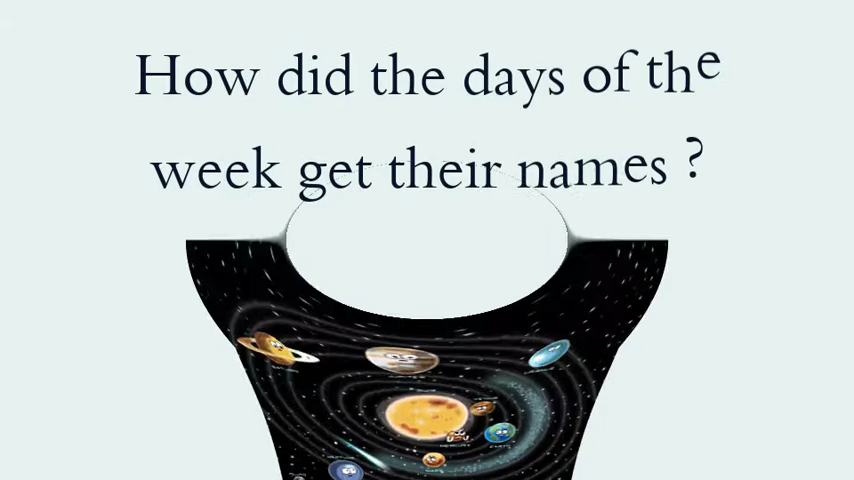 How did the days of the
week get their names ?